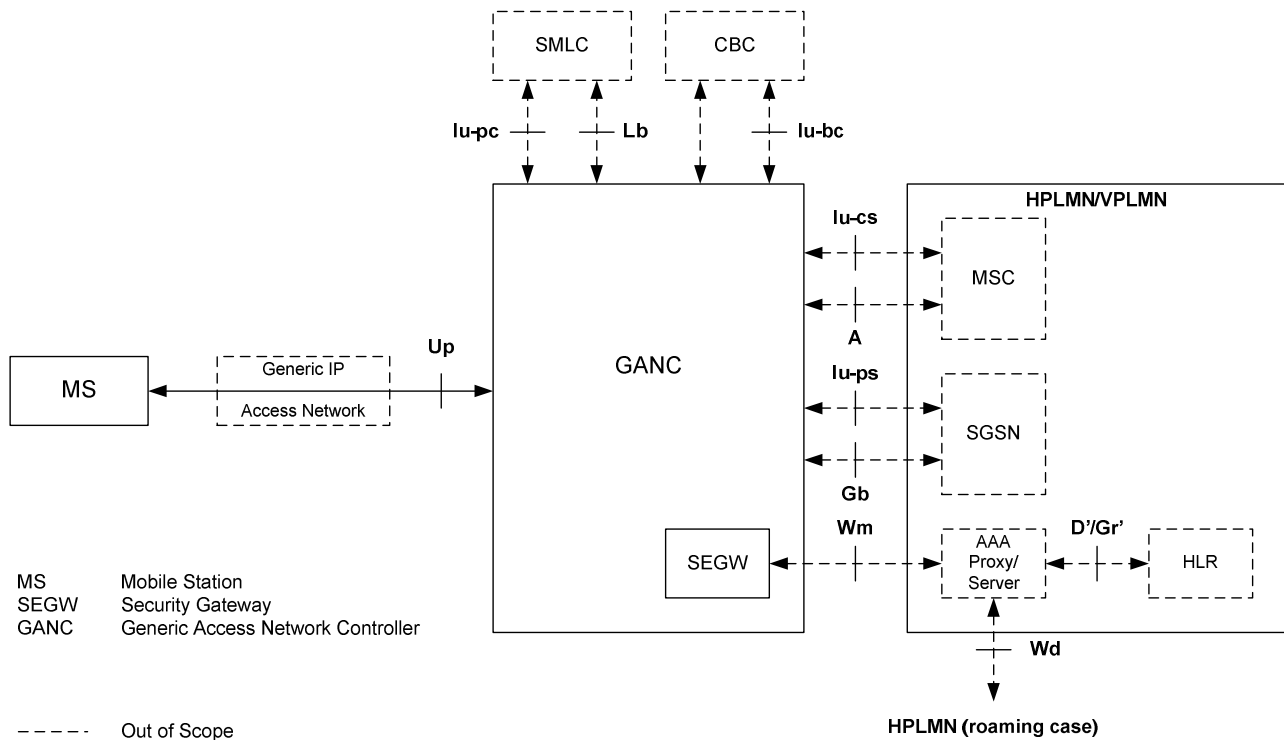 SMLC
CBC
Iu-pc
Lb
Iu-bc
HPLMN/VPLMN
Iu-cs
MSC
A
Up
Generic IP
Access Network
MS
GANC
Iu-ps
SGSN
Gb
Wm
D'/Gr'
SEGW
AAA
Proxy/
Server
HLR
MS Mobile Station
SEGW Security Gateway
GANC Generic Access Network Controller
Wd
HPLMN (roaming case)
Out of Scope